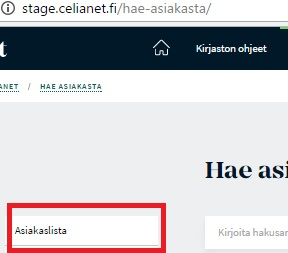 stage.celianet.fi/hae-asiakasta/
t
Kirjaston ohjeet
ANET / HAE ASIAKASTA
Hae asi
Asiakaslista
Kirjoita hakusan